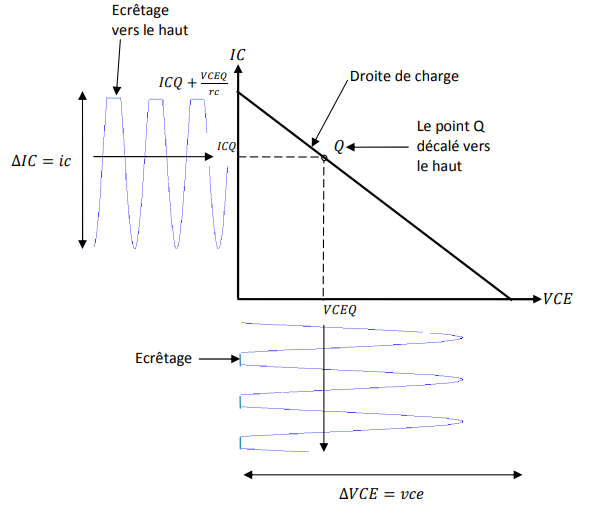 Ecrêtage
vers le haut
IC
ICQ + VCEQ/rc
Droite de charge
ΔIC = ic
ICQ
Q
Le point Q
décalé vers
le haut
VCE
VCEQ
Ecrêtage
ΔVCE = vce